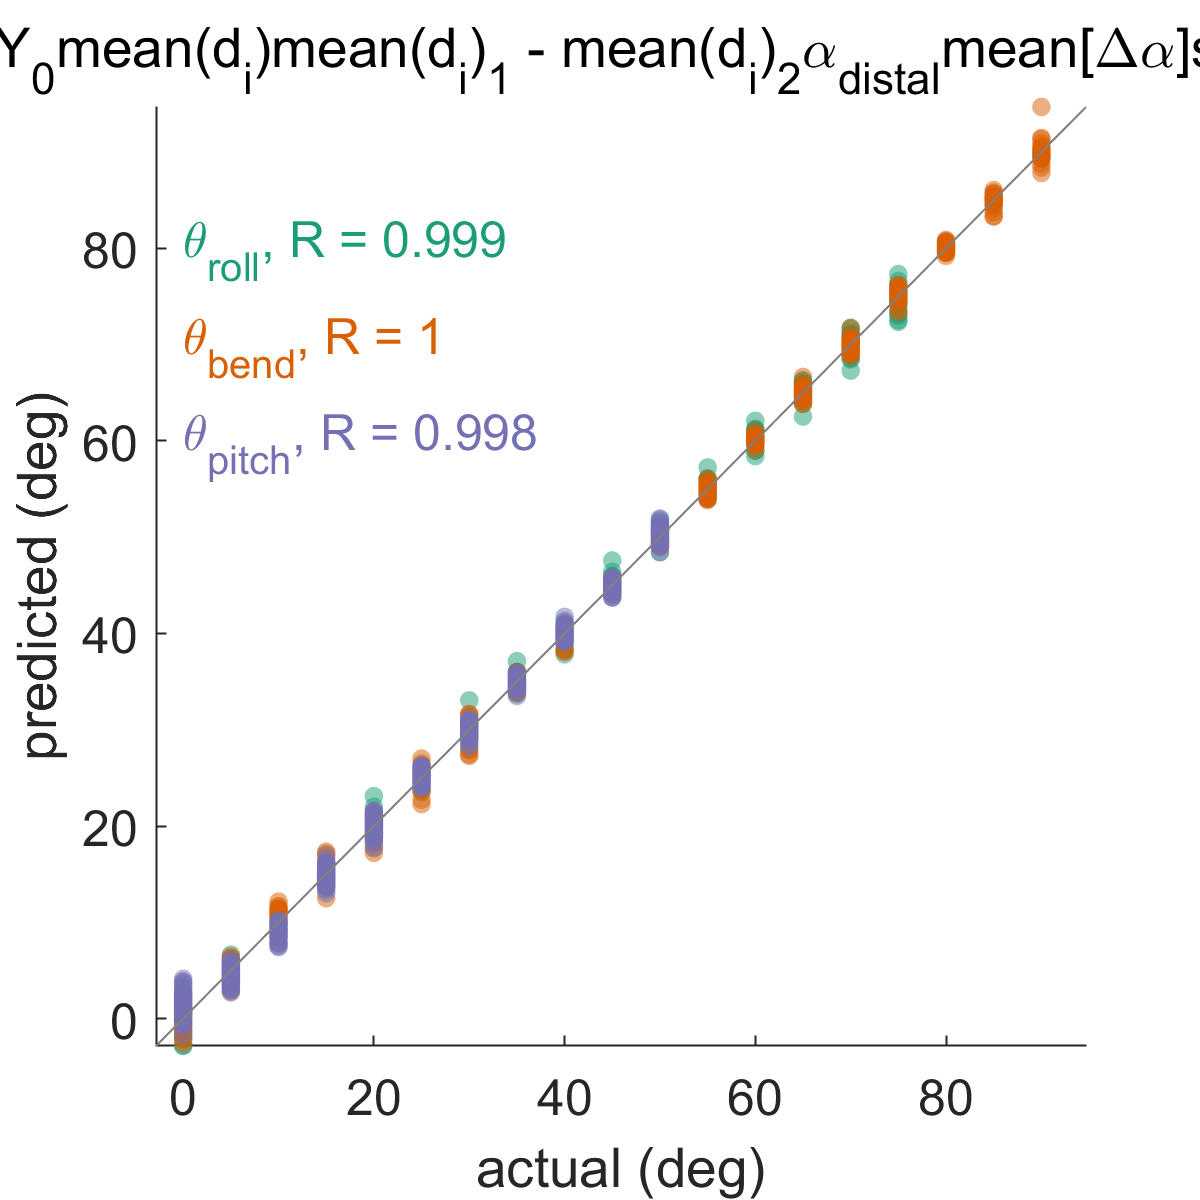 Y₀mean(dᵢ)mean(dᵢ)₁ - mean(dᵢ)₂α_distal mean[Δα]s
θ_roll, R = 0.999
θ_bend, R = 1
θ_pitch, R = 0.998
80
60
40
20
0
predicted (deg)
0 20 40 60 80
actual (deg)